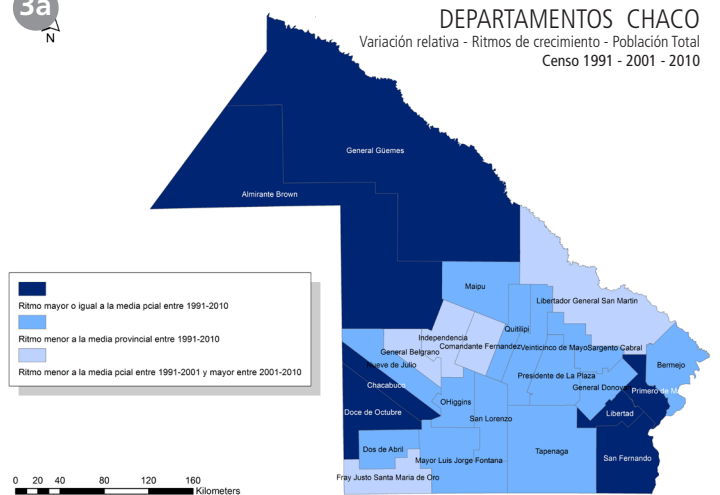 3a
N
DEPARTAMENTOS CHACO
Variación relativa - Ritmos de crecimiento - Población Total
Censo 1991 - 2001 - 2010
General Güemes
Almirante Brown
Maipu
Libertador General San Martin
Ritmo mayor o igual a la media pcial entre 1991-2010
Ritmo menor a la media provincial entre 1991-2010
Ritmo menor a la media pcial entre 1991-2001 y mayor entre 2001-2010
Independencia
Quitilipi
Comandante Fernandez
Veinticinco de Mayo
Sargento Cabral
General Belgrano
Nueve de Julio
Bermejo
Presidente de La Plaza
Chacabuco
General Donovan
Primero de M
OHiggins
Doce de Octubre
Libertad
San Lorenzo
Dos de Abril
Tapenaga
Mayor Luis Jorge Fontana
San Fernando
Fray Justo Santa Maria de Oro
0 20 40 80 120 160
Kilometers